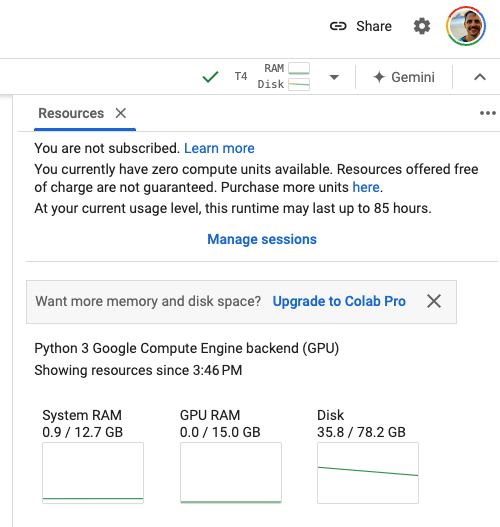 Share
T4
RAM
Disk
Gemini
Resources
You are not subscribed. Learn more
You currently have zero compute units available. Resources offered free
of charge are not guaranteed. Purchase more units here.
At your current usage level, this runtime may last up to 85 hours.
Manage sessions
Want more memory and disk space? Upgrade to Colab Pro
Python 3 Google Compute Engine backend (GPU)
Showing resources since 3:46 PM
System RAM
0.9 / 12.7 GB
GPU RAM
0.0 / 15.0 GB
Disk
35.8 / 78.2 GB